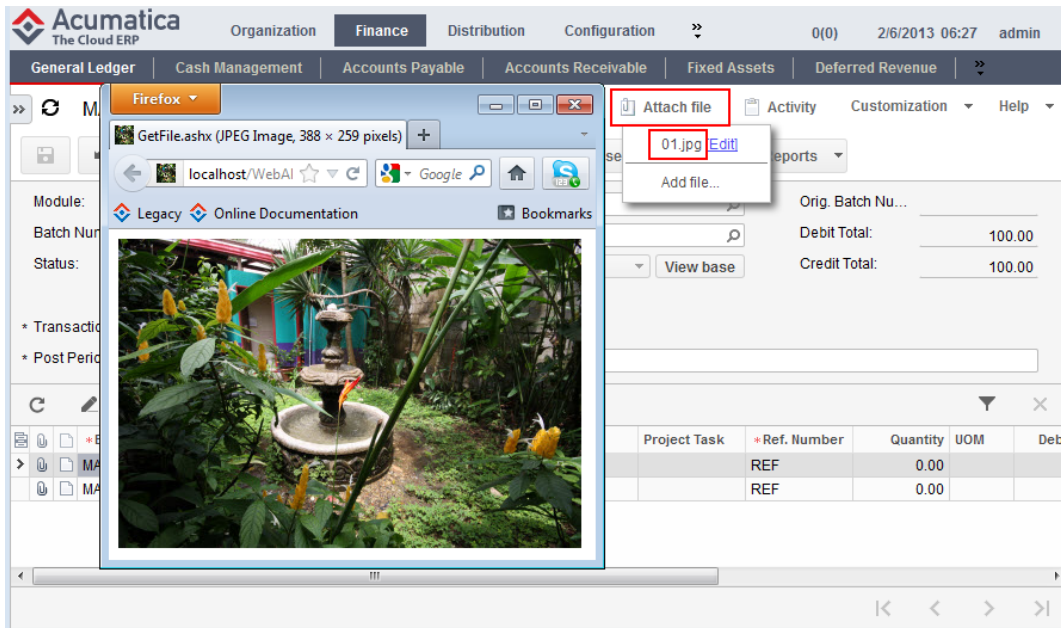 Acumatica
The Cloud ERP
Organization Finance Distribution Configuration 0(0) 2/6/2013 06:27 admin
General Ledger Cash Management Accounts Payable Accounts Receivable Fixed Assets Deferred Revenue
Firefox
Attach file Activity Customization Help
GetFile.ashx (JPEG Image, 388 × 259 pixels)
01.jpg [Edit]
localhost/WebAl Google
Add file...
Legacy Online Documentation Bookmarks
Module: Orig. Batch Nu...
Batch Nu Debit Total: 100.00
Status: View base Credit Total: 100.00
* Transactio
* Post Perio
Project Task *Ref. Number Quantity UOM Deb
MA REF 0.00
MA REF 0.00